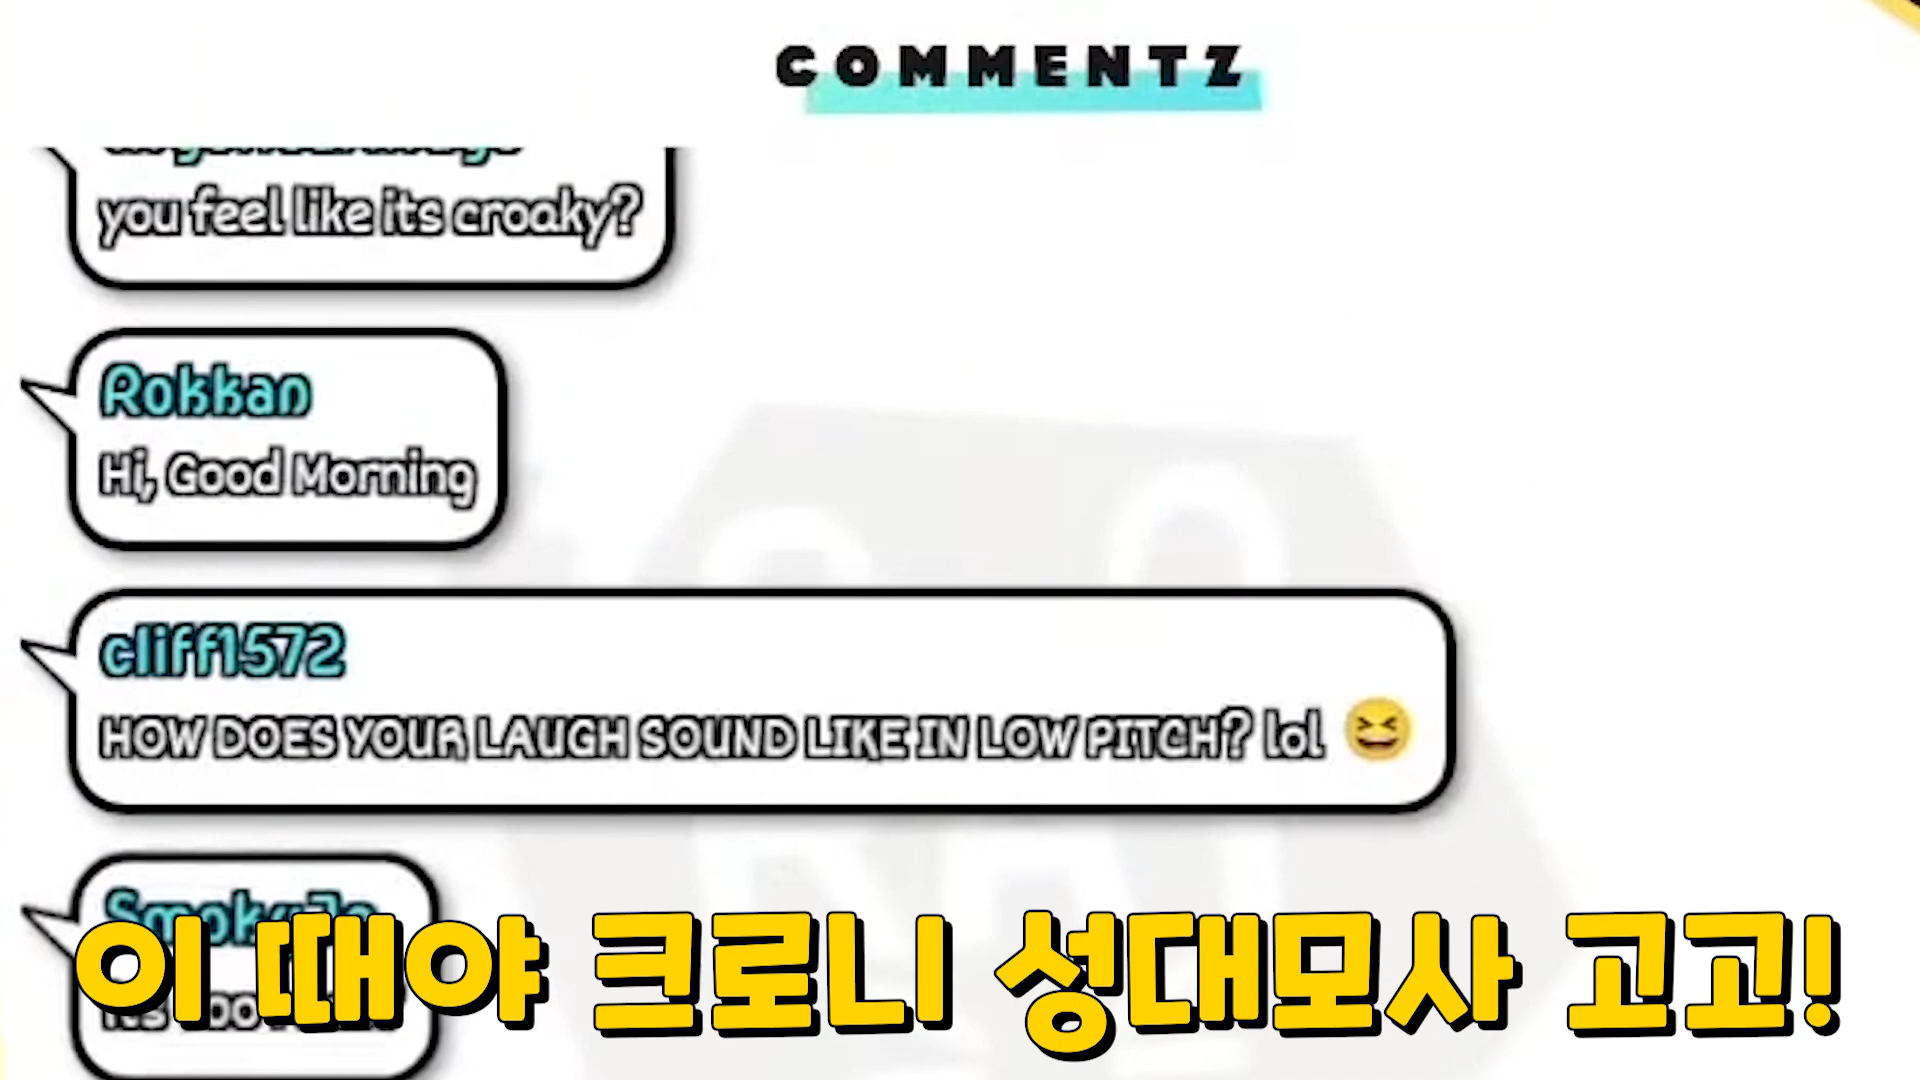 COMMENTZ
you feel like its croaky?
Rokkan
Hi, Good Morning
cliff1572
HOW DOES YOUR LAUGH SOUND LIKE IN LOW PITCH? lol 😆
이 때야 크로니 성대모사 고고!